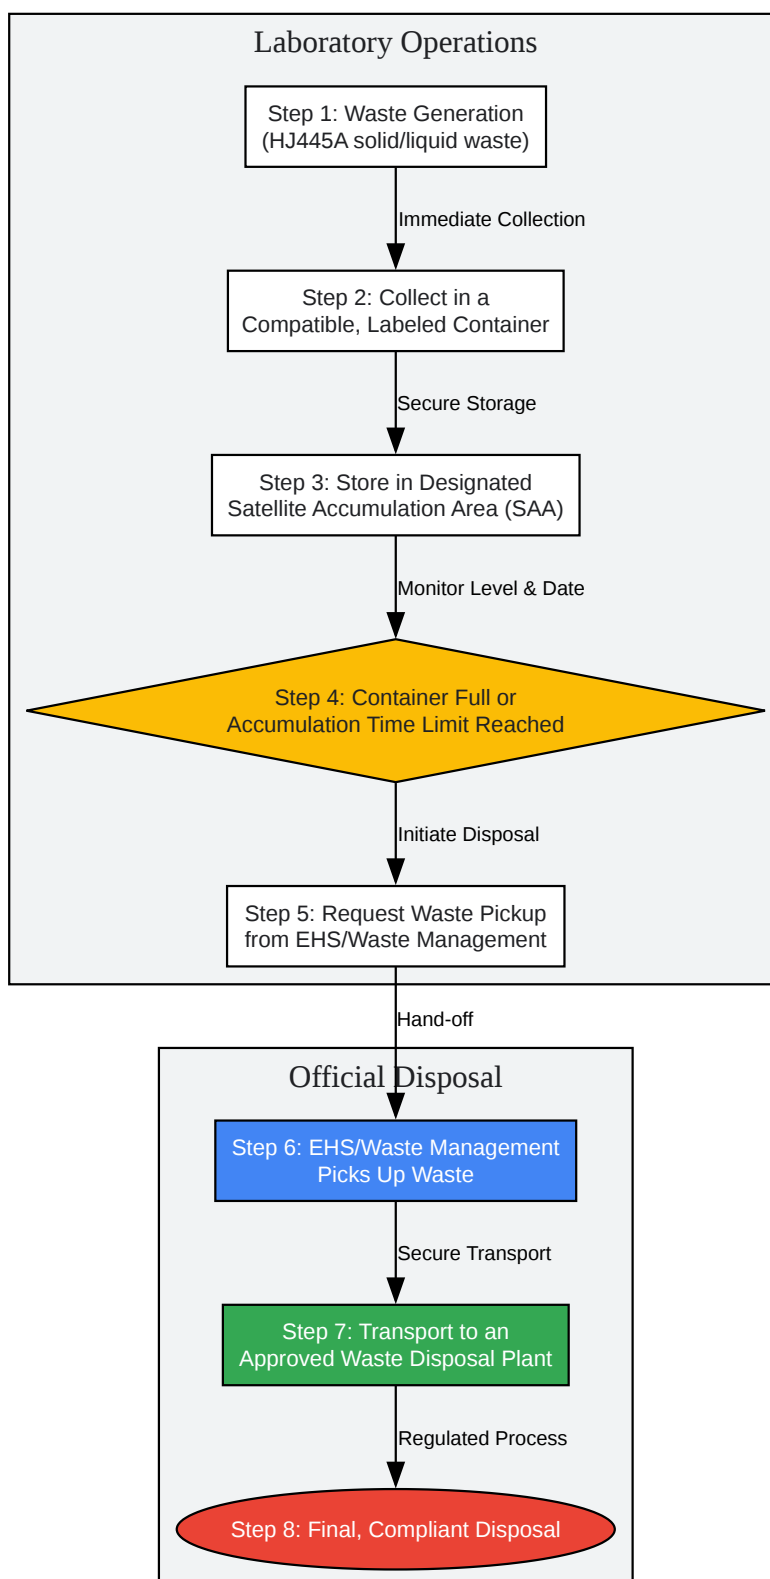 Laboratory Operations
Step 1: Waste Generation
(HJ445A solid/liquid waste)
Immediate Collection
Step 2: Collect in a
Compatible, Labeled Container
Secure Storage
Step 3: Store in Designated
Satellite Accumulation Area (SAA)
Monitor Level & Date
Step 4: Container Full or
Accumulation Time Limit Reached
Initiate Disposal
Step 5: Request Waste Pickup
from EHS/Waste Management
Hand-off
Official Disposal
Step 6: EHS/Waste Management
Picks Up Waste
Secure Transport
Step 7: Transport to an
Approved Waste Disposal Plant
Regulated Process
Step 8: Final, Compliant Disposal